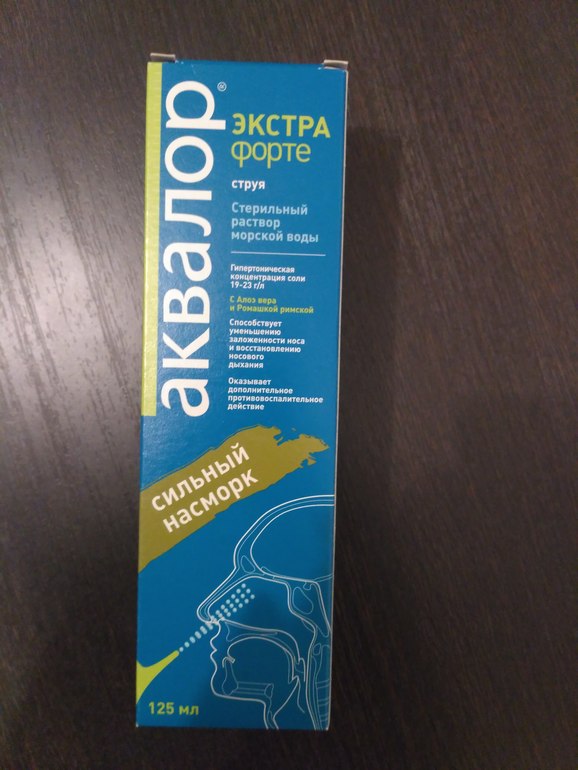 аквалор®
ЭКСТРА
форте
струя
Стерильный
раствор
морской воды
Гипертоническая
концентрация соли
19-23 г/л
С Алоэ вера
и Ромашкой римской
Способствует
уменьшению
заложенности носа
и восстановлению
носового
дыхания
Оказывает
дополнительное
противовоспалительное
действие
сильный
насморк
125 мл